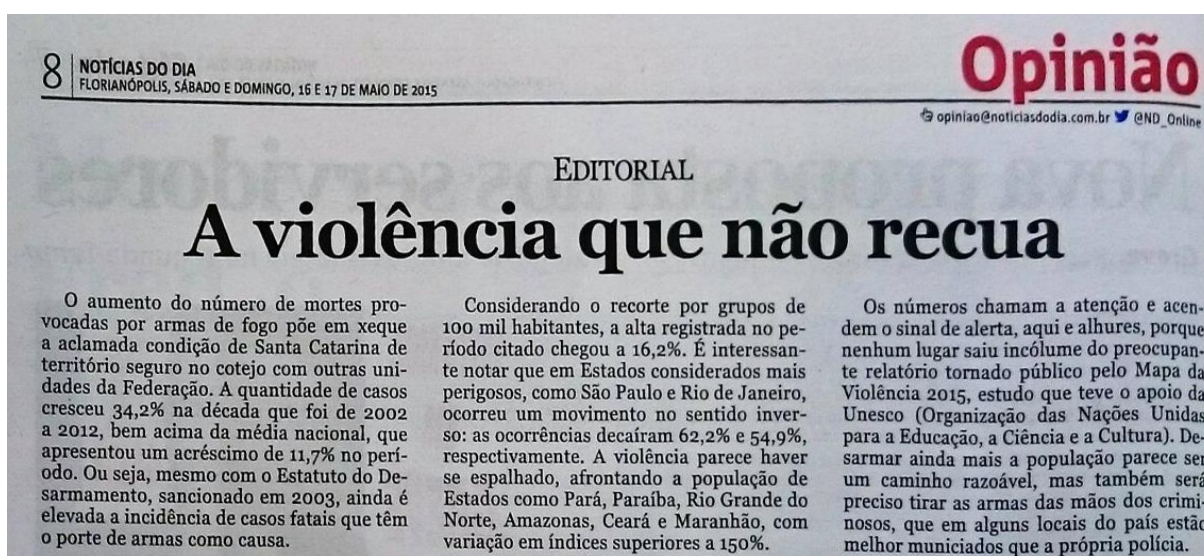 8
NOTÍCIAS DO DIA
FLORIANÓPOLIS, SÁBADO E DOMINGO, 16 E 17 DE MAIO DE 2015
Opinião
opiniao@noticiasdodia.com.br @ND_Online
EDITORIAL
A violência que não recua
O aumento do número de mortes pro-
vocadas por armas de fogo põe em xeque
a aclamada condição de Santa Catarina de
território seguro no cotejo com outras uni-
dades da Federação. A quantidade de casos
cresceu 34,2% na década que foi de 2002
a 2012, bem acima da média nacional, que
apresentou um acréscimo de 11,7% no perí-
odo. Ou seja, mesmo com o Estatuto do De-
sarmamento, sancionado em 2003, ainda é
elevada a incidência de casos fatais que têm
o porte de armas como causa.
Considerando o recorte por grupos de
100 mil habitantes, a alta registrada no pe-
ríodo citado chegou a 16,2%. É interessan-
te notar que em Estados considerados mais
perigosos, como São Paulo e Rio de Janeiro,
ocorreu um movimento no sentido inver-
so: as ocorrências decaíram 62,2% e 54,9%,
respectivamente. A violência parece haver
se espalhado, afrontando a população de
Estados como Pará, Paraíba, Rio Grande do
Norte, Amazonas, Ceará e Maranhão, com
variação em índices superiores a 150%.
Os números chamam a atenção e acen-
dem o sinal de alerta, aqui e alhures, porque
nenhum lugar saiu incólume do preocupan-
te relatório tornado público pelo Mapa da
Violência 2015, estudo que teve o apoio da
Unesco (Organização das Nações Unidas
para a Educação, a Ciência e a Cultura). De-
sarmar ainda mais a população parece ser
um caminho razoável, mas também será
preciso tirar as armas das mãos dos crimi-
nosos, que em alguns locais do país estão
melhor municiados que a própria polícia.